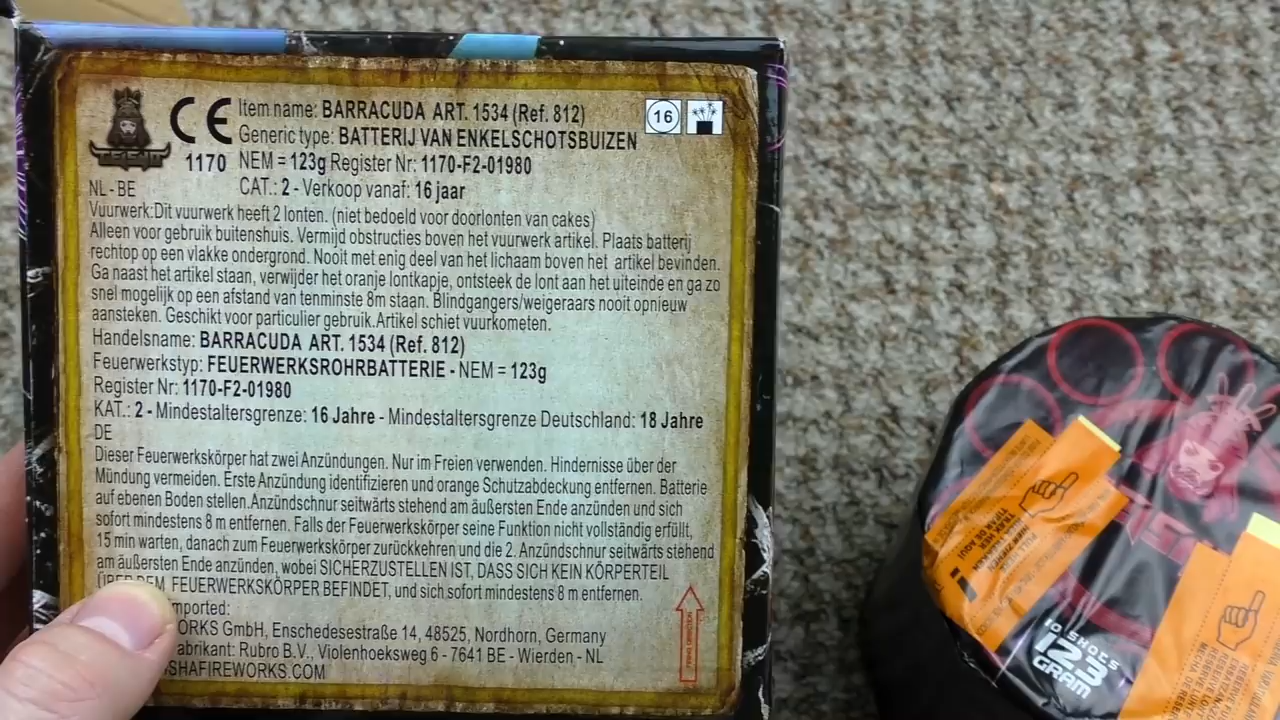 CE Item name: BARRACUDA ART. 1534 (Ref. 812)
16
Generic type: BATTERIJ VAN ENKELSCHOTSBUIZEN
1170 NEM = 123g Register Nr: 1170-F2-01980
NL - BE CAT.: 2 - Verkoop vanaf: 16 jaar
Vuurwerk:Dit vuurwerk heeft 2 lonten. (niet bedoeld voor doorlonten van cakes)
Alleen voor gebruik buitenshuis. Vermijd obstructies boven het vuurwerk artikel. Plaats batterij
rechtop op een vlakke ondergrond. Nooit met enig deel van het lichaam boven het artikel bevinden.
Ga naast het artikel staan, verwijder het oranje lontkapje, ontsteek de lont aan het uiteinde en ga zo
snel mogelijk op een afstand van tenminste 8m staan. Blindgangers/weigeraars nooit opnieuw
aansteken. Geschikt voor particulier gebruik.Artikel schiet vuurkometen.
Handelsname: BARRACUDA ART. 1534 (Ref. 812)
Feuerwerkstyp: FEUERWERKSROHRBATTERIE - NEM = 123g
Register Nr: 1170-F2-01980
KAT.: 2 - Mindestaltersgrenze: 16 Jahre - Mindestaltersgrenze Deutschland: 18 Jahre
DE
Dieser Feuerwerkskörper hat zwei Anzündungen. Nur im Freien verwenden. Hindernisse über der
Mündung vermeiden. Erste Anzündung identifizieren und orange Schutzabdeckung entfernen. Batterie
auf ebenen Boden stellen.Anzündschnur seitwärts stehend am äußersten Ende anzünden und sich
sofort mindestens 8 m entfernen. Falls der Feuerwerkskörper seine Funktion nicht vollständig erfüllt,
15 min warten, danach zum Feuerwerkskörper zurückkehren und die 2. Anzündschnur seitwärts stehend
am äußersten Ende anzünden, wobei SICHERZUSTELLEN IST, DASS SICH KEIN KÖRPERTEIL
ÜBER DEM FEUERWERKSKÖRPER BEFINDET, und sich sofort mindestens 8 m entfernen.
mported:
ORKS GmbH, Enschedesestraße 14, 48525, Nordhorn, Germany
abrikant: Rubro B.V., Violenhoeksweg 6 - 7641 BE - Wierden - NL
SHAFIREWORKS.COM
10 SHOTS
123
GRAM